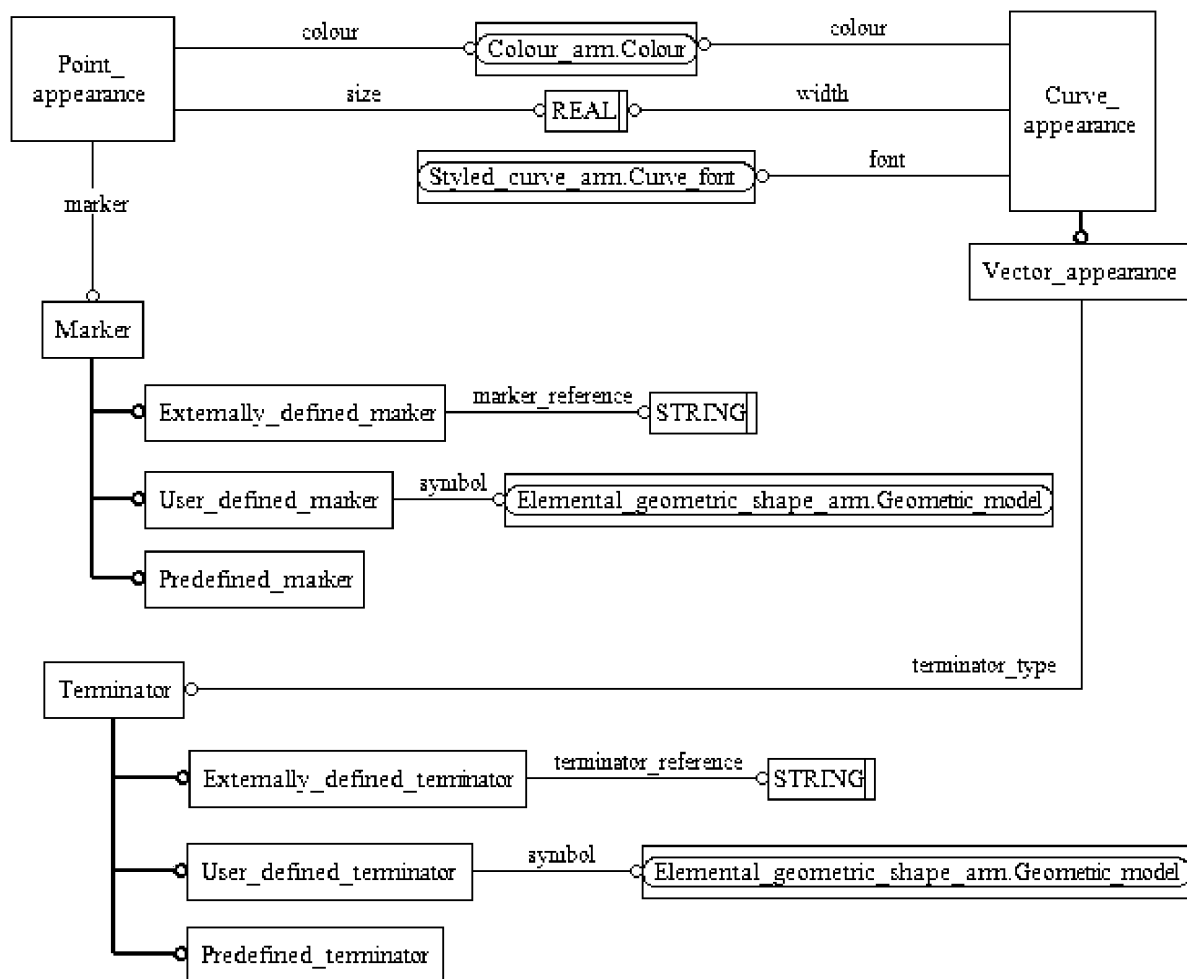 colour
Colour_arm.Colour
colour
Point_
appearance
size
REAL
width
Curve_
appearance
Styled_curve_arm.Curve_font
font
marker
Vector_appearance
Marker
Externally_defined_marker
marker_reference
STRING
User_defined_marker
symbol
Elemental_geometric_shape_arm.Geometric_model
Predefined_marker
Terminator
terminator_type
Externally_defined_terminator
terminator_reference
STRING
User_defined_terminator
symbol
Elemental_geometric_shape_arm.Geometric_model
Predefined_terminator